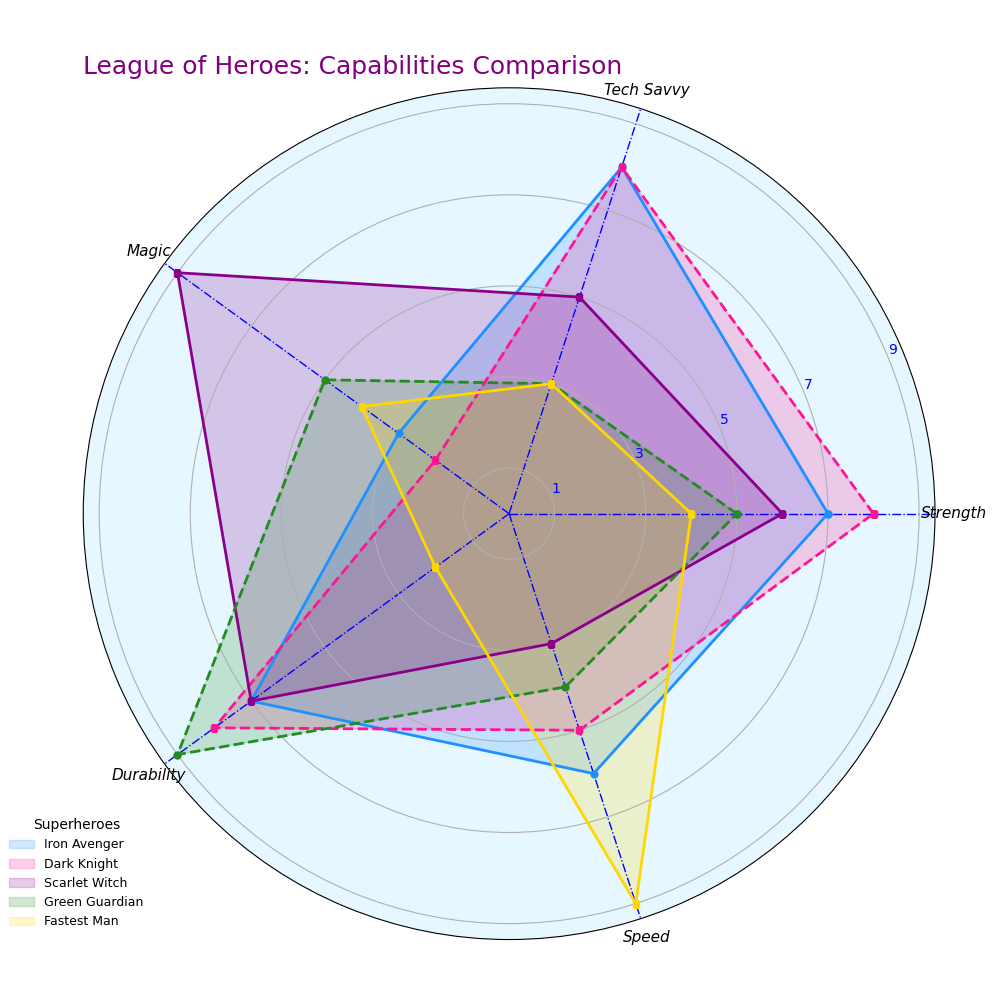 League of Heroes: Capabilities Comparison
Tech Savvy
Magic
9
7
5
3
1
Strength
Durability
Speed
Superheroes
Iron Avenger
Dark Knight
Scarlet Witch
Green Guardian
Fastest Man